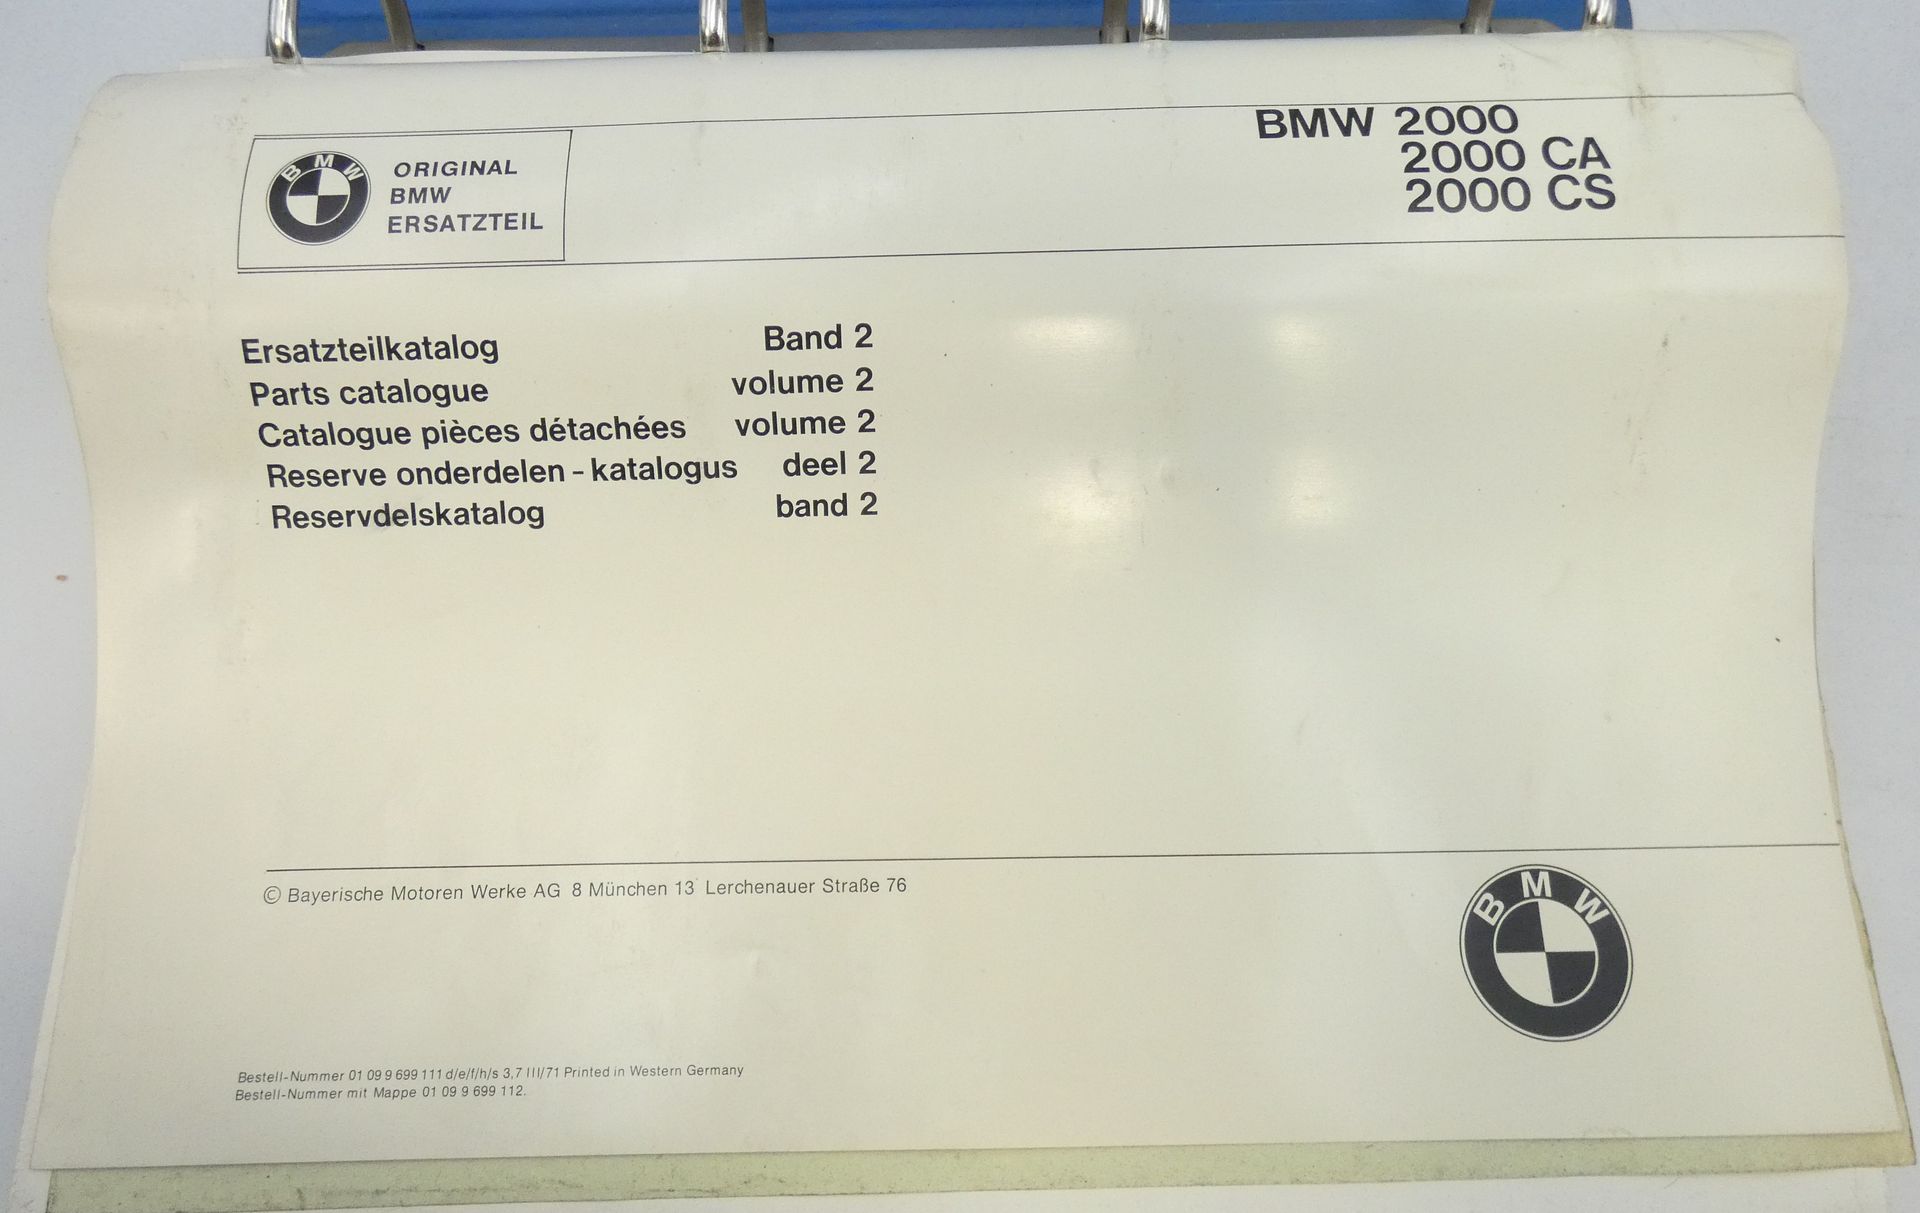 BMW
ORIGINAL
BMW
ERSATZTEIL
BMW 2000
2000 CA
2000 CS
Ersatzteilkatalog Band 2
Parts catalogue volume 2
Catalogue pièces détachées volume 2
Reserve onderdelen - katalogus deel 2
Reservdelskatalog band 2
© Bayerische Motoren Werke AG 8 München 13 Lerchenauer Straße 76
BMW
Bestell-Nummer 01 09 9 699 111 d/e/f/h/s 3,7 III/71 Printed in Western Germany
Bestell-Nummer mit Mappe 01 09 9 699 112.